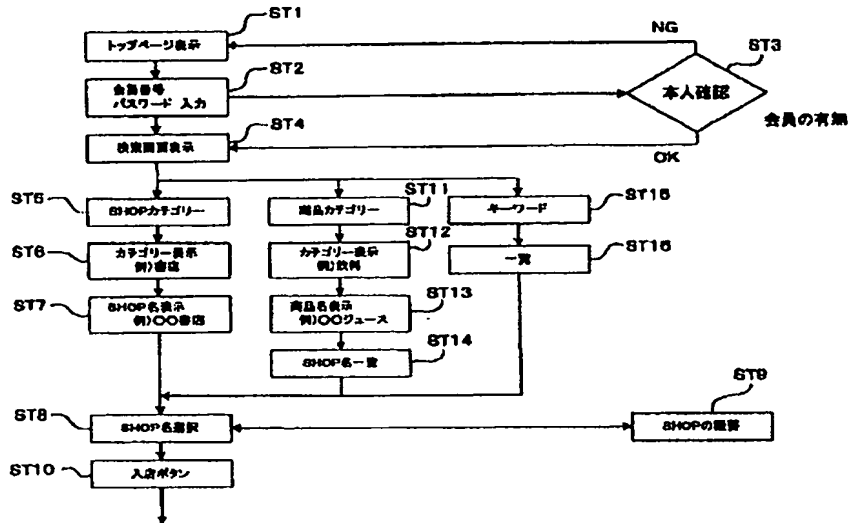 ST1
トップページ表示
NG
ST3
ST2
会員番号
パスワード 入力
本人確認
会員の有無
ST4
検索画面表示
OK
ST5
SHOPカテゴリー
ST11
商品カテゴリー
キーワード
ST15
ST6
カテゴリー表示
例)書店
ST12
カテゴリー表示
例)飲料
一覧
ST16
ST7
SHOP名表示
例)〇〇書店
ST13
商品名表示
例)〇〇ジュース
ST14
SHOP名一覧
ST8
SHOP名選択
ST9
SHOPの
ST10
入店ボタン